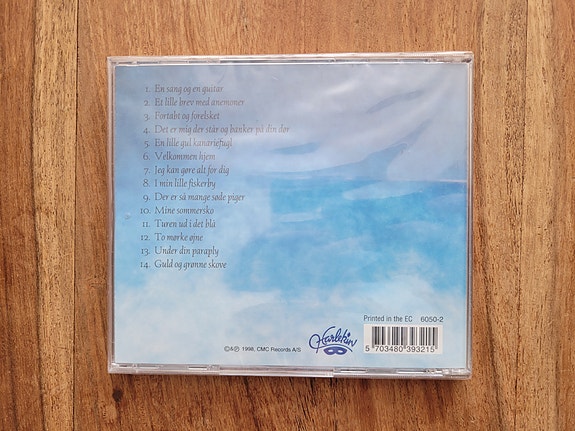 1. En sang og en guitar
2. Et lille brev med anemoner
3. Fortabt og forelsket
4. Det er mig der står og banker på din dør
5. En lille gul kanariefugl
6. Velkommen hjem
7. Jeg kan gøre alt for dig
8. I min lille fiskerby
9. Der er så mange søde piger
10. Mine sommersko
11. Turen ud i det blå
12. To mørke øjne
13. Under din paraply
14. Guld og grønne skove
Printed in the EC 6050-2
Harlekin
©&℗ 1998, CMC Records A/S
5 703480 393215